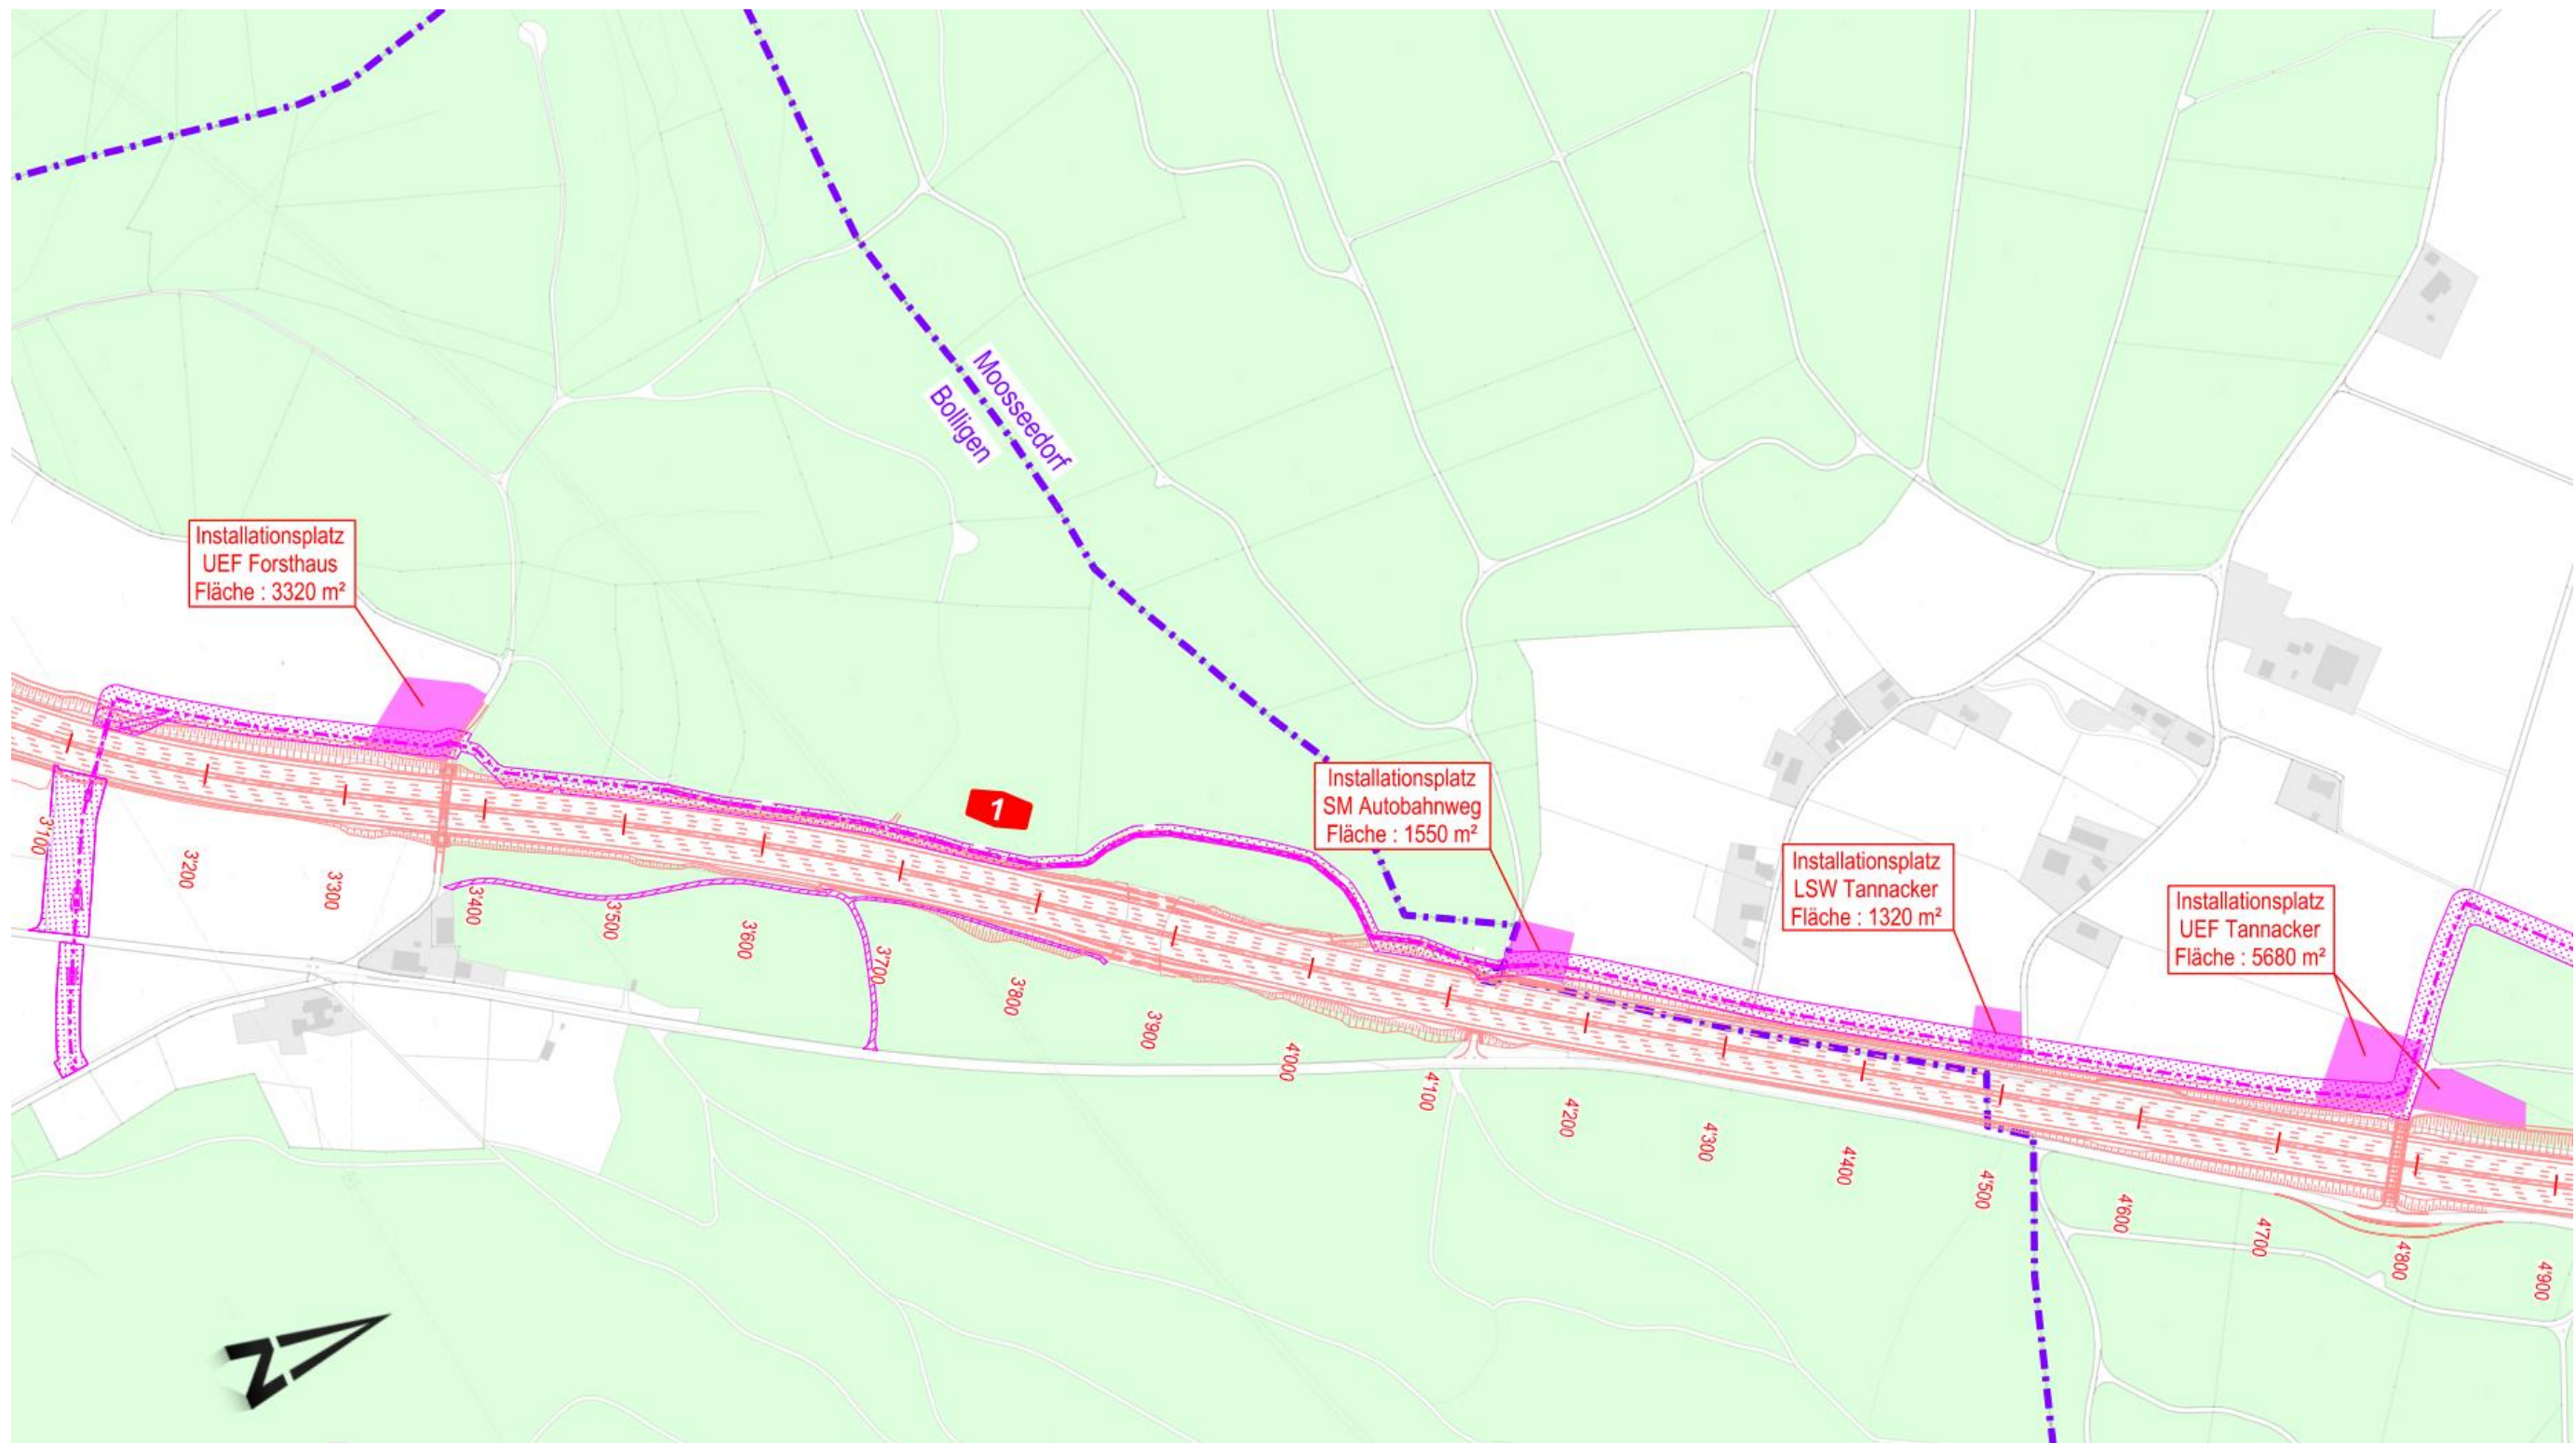 Moosseedorf
Bolligen
Installationsplatz
UEF Forsthaus
Fläche : 3320 m²
Installationsplatz
SM Autobahnweg
Fläche : 1550 m²
1
Installationsplatz
LSW Tannacker
Fläche : 1320 m²
Installationsplatz
UEF Tannacker
Fläche : 5680 m²
3'100
3'200
3'300
3'400
3'500
3'600
3'700
3'800
3'900
4'000
4'100
4'200
4'300
4'400
4'500
4'600
4'700
4'800
4'900
N